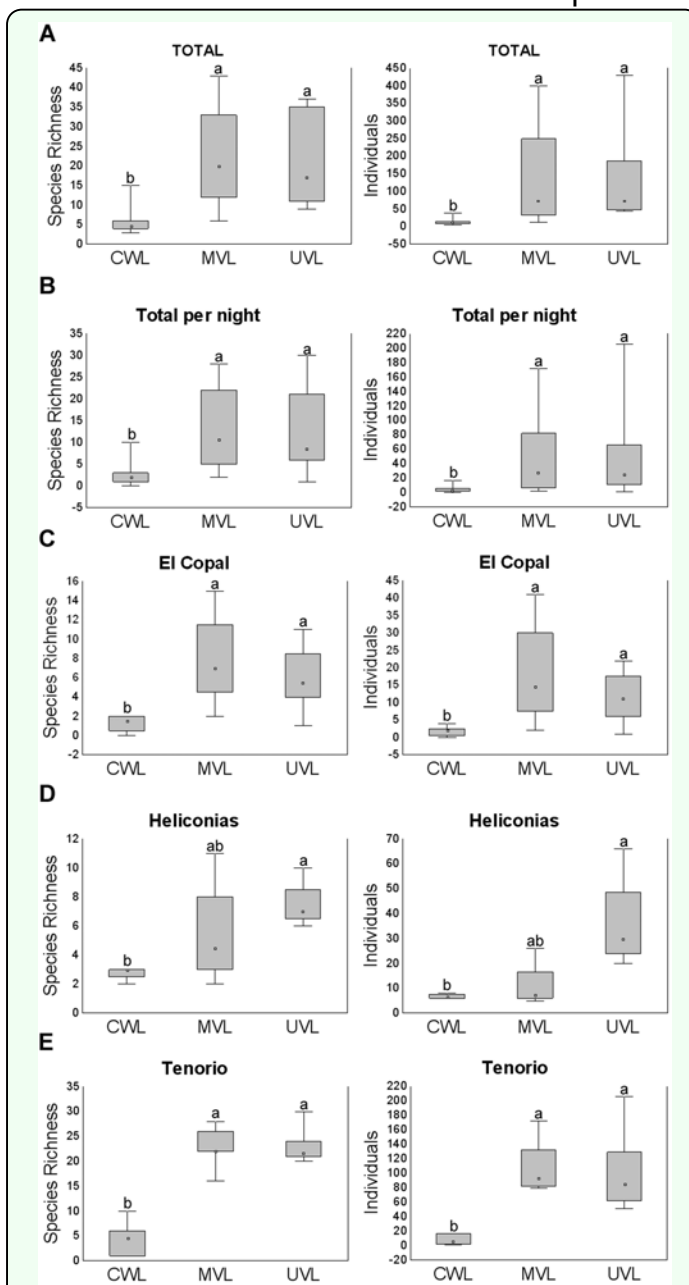 A
TOTAL
TOTAL
Species Richness
45
40
35
30
25
20
15
10
5
0
b
a
a
CWL MVL UVL
Individuals
450
400
350
300
250
200
150
100
50
0
-50
b
a
a
CWL MVL UVL
B
Total per night
Total per night
Species Richness
35
30
25
20
15
10
5
0
-5
b
a
a
CWL MVL UVL
Individuals
220
200
180
160
140
120
100
80
60
40
20
0
-20
b
a
a
CWL MVL UVL
C
El Copal
El Copal
Species Richness
16
14
12
10
8
6
4
2
0
-2
b
a
a
CWL MVL UVL
Individuals
45
40
35
30
25
20
15
10
5
0
-5
b
a
a
CWL MVL UVL
D
Heliconias
Heliconias
Species Richness
12
10
8
6
4
2
0
b
ab
a
CWL MVL UVL
Individuals
70
60
50
40
30
20
10
0
b
ab
a
CWL MVL UVL
E
Tenorio
Tenorio
Species Richness
35
30
25
20
15
10
5
0
b
a
a
CWL MVL UVL
Individuals
220
200
180
160
140
120
100
80
60
40
20
0
-20
b
a
a
CWL MVL UVL